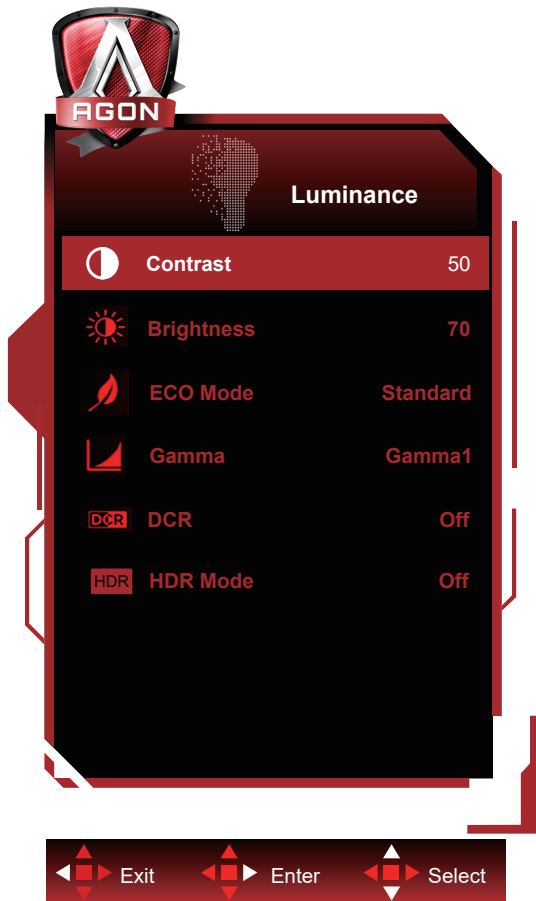 AGON
Luminance
Contrast 50
Brightness 70
ECO Mode Standard
Gamma Gamma1
DCR DCR Off
HDR HDR Mode Off
Exit Enter Select